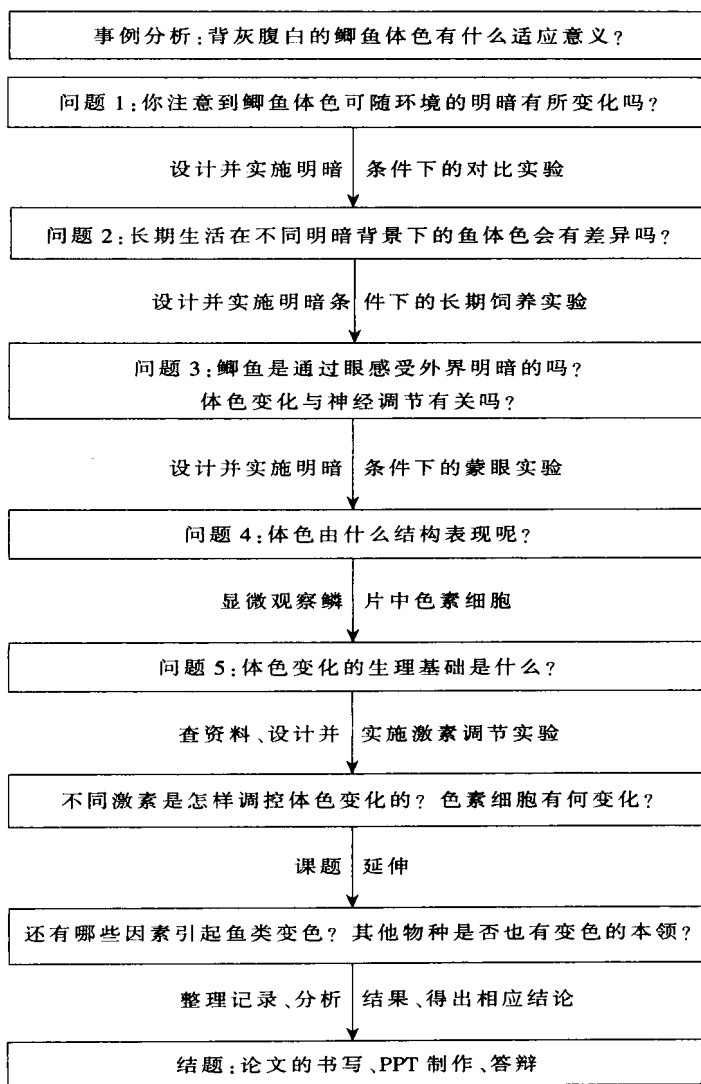 事例分析:背灰腹白的鲫鱼体色有什么适应意义?
问题 1:你注意到鲫鱼体色可随环境的明暗有所变化吗?
设计并实施明暗 条件下的对比实验
问题 2:长期生活在不同明暗背景下的鱼体色会有差异吗?
设计并实施明暗条 件下的长期饲养实验
问题 3:鲫鱼是通过眼感受外界明暗的吗?
体色变化与神经调节有关吗?
设计并实施明暗 条件下的蒙眼实验
问题 4:体色由什么结构表现呢?
显微观察鳞 片中色素细胞
问题 5:体色变化的生理基础是什么?
查资料、设计并 实施激素调节实验
不同激素是怎样调控体色变化的? 色素细胞有何变化?
课题 延伸
还有哪些因素引起鱼类变色? 其他物种是否也有变色的本领?
整理记录、分析 结果、得出相应结论
结题:论文的书写、PPT 制作、答辩